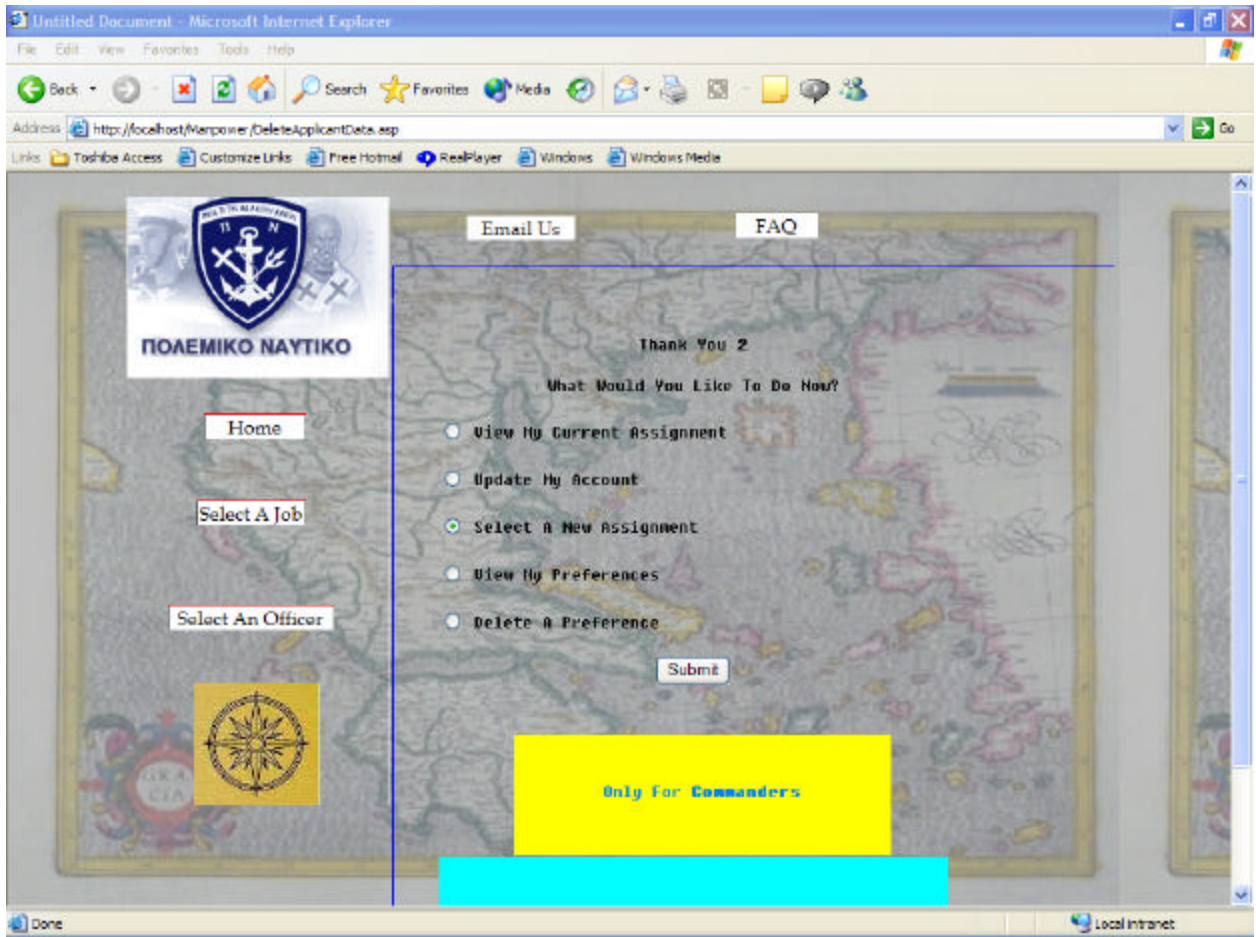 Untitled Document - Microsoft Internet Explorer
File Edit View Favorites Tools Help
Back Search Favorites Media
Address http://localhost/Manpower/DeleteApplicantData.asp Go
Links Toshiba Access Customize Links Free Hotmail RealPlayer Windows Windows Media
Email Us FAQ
Π Ν
ΠΟΛΕΜΙΚΟ ΝΑΥΤΙΚΟ
Thank You 2
What Would You Like To Do Now?
Home
View My Current Assignment
Update My Account
Select A Job
Select A New Assignment
View My Preferences
Select An Officer
Delete A Preference
Submit
GRÆ
CIA
Only For Commanders
Done Local intranet